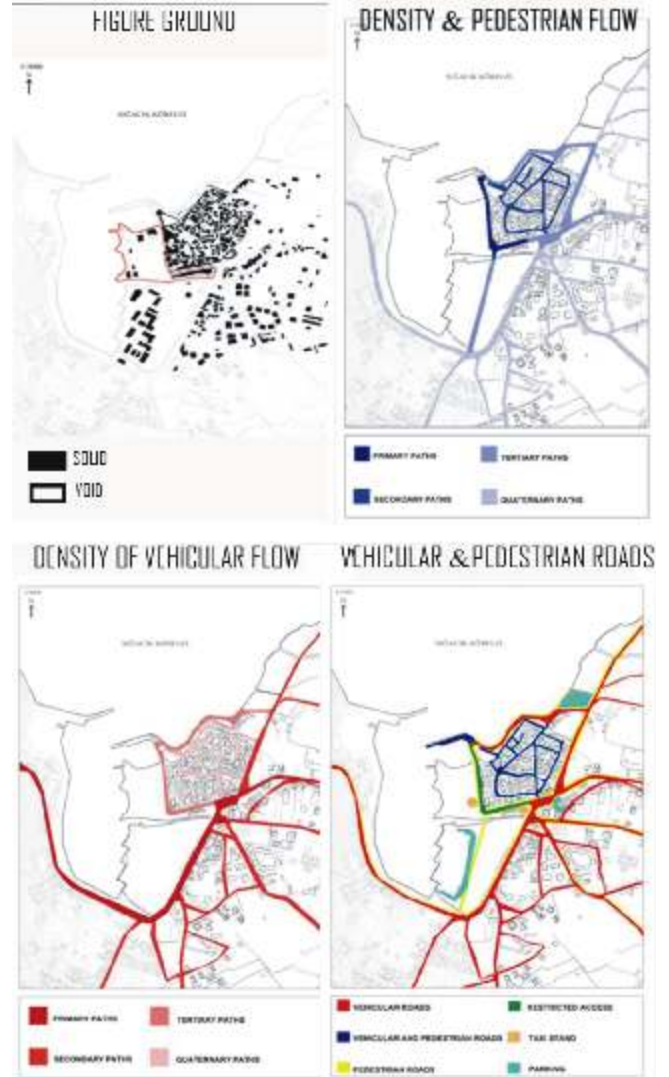 FIGURE GROUND
SOLID
VOID
DENSITY & PEDESTRIAN FLOW
PRIMARY PATHS
TERTIARY PATHS
SECONDARY PATHS
QUATERNARY PATHS
DENSITY OF VEHICULAR FLOW
PRIMARY PATHS
TERTIARY PATHS
SECONDARY PATHS
QUATERNARY PATHS
VEHICULAR & PEDESTRIAN ROADS
VEHICULAR ROADS
RESTRICTED ACCESS
VEHICULAR AND PEDESTRIAN ROADS
TAXI STAND
PEDESTRIAN ROADS
PARKING